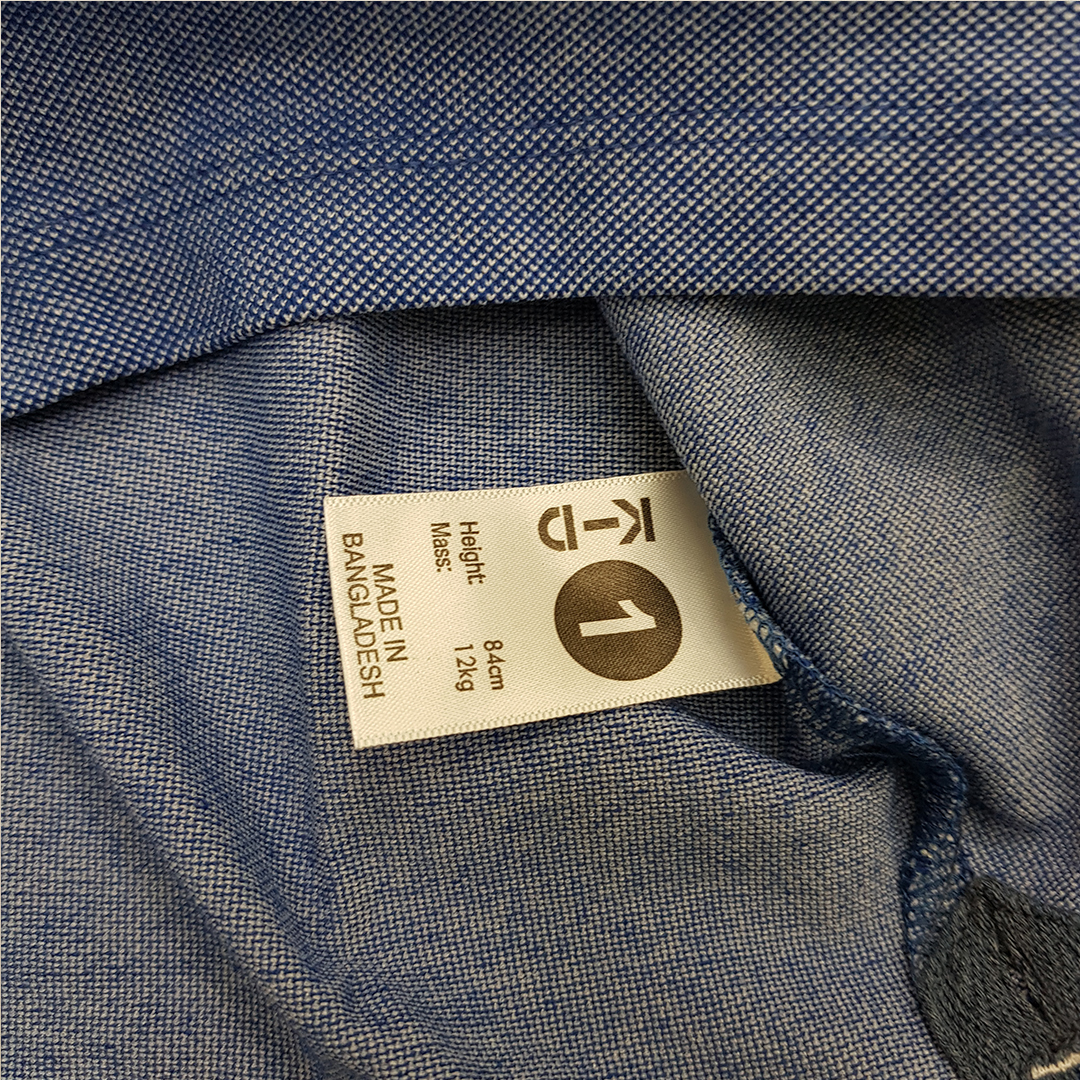 KID
1
Height: 84cm
Mass: 12kg
MADE IN
BANGLADESH